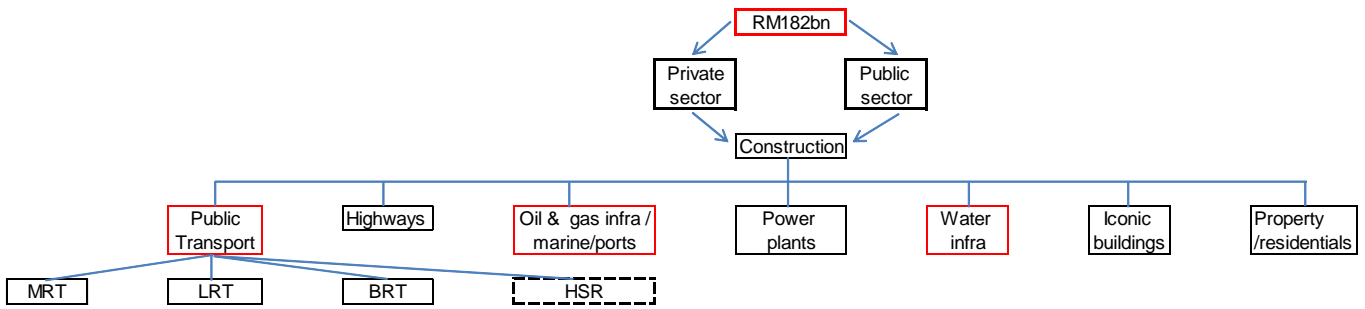 RM182bn
Private
sector
Public
sector
Construction
Public
Transport
Highways
Oil & gas infra /
marine/ports
Power
plants
Water
infra
Iconic
buildings
Property
/residentials
MRT
LRT
BRT
HSR